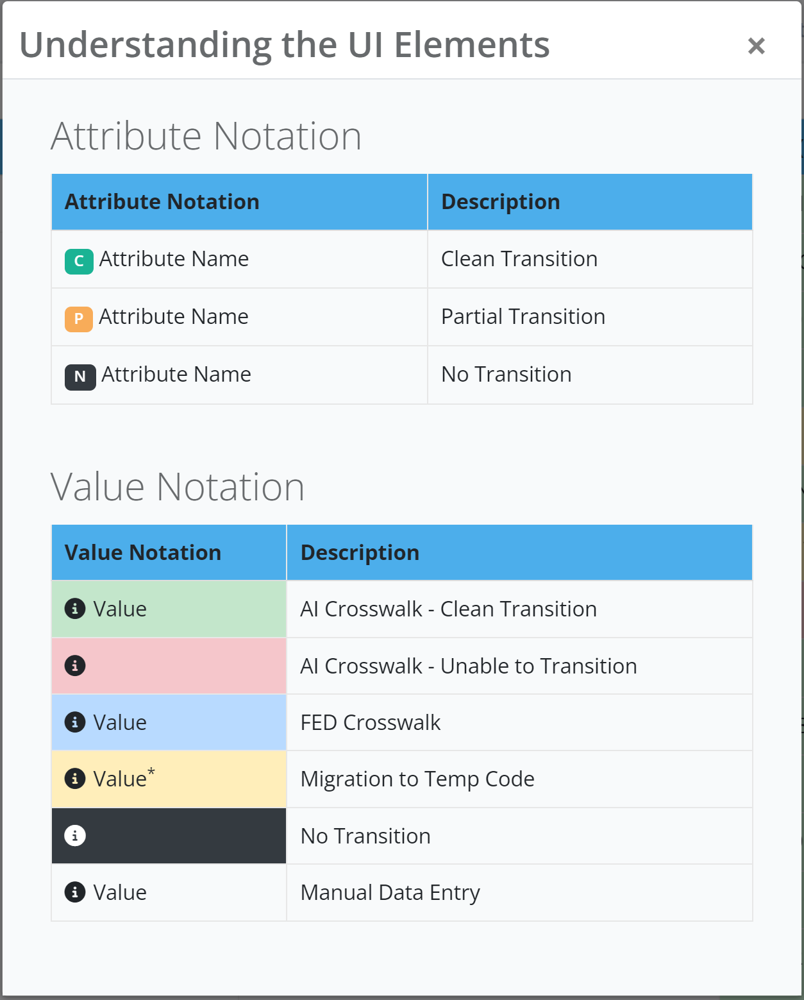 Understanding the UI Elements ×
Attribute Notation
Attribute Notation Description
C Attribute Name Clean Transition
P Attribute Name Partial Transition
N Attribute Name No Transition
Value Notation
Value Notation Description
Value AI Crosswalk - Clean Transition
AI Crosswalk - Unable to Transition
Value FED Crosswalk
Value* Migration to Temp Code
No Transition
Value Manual Data Entry